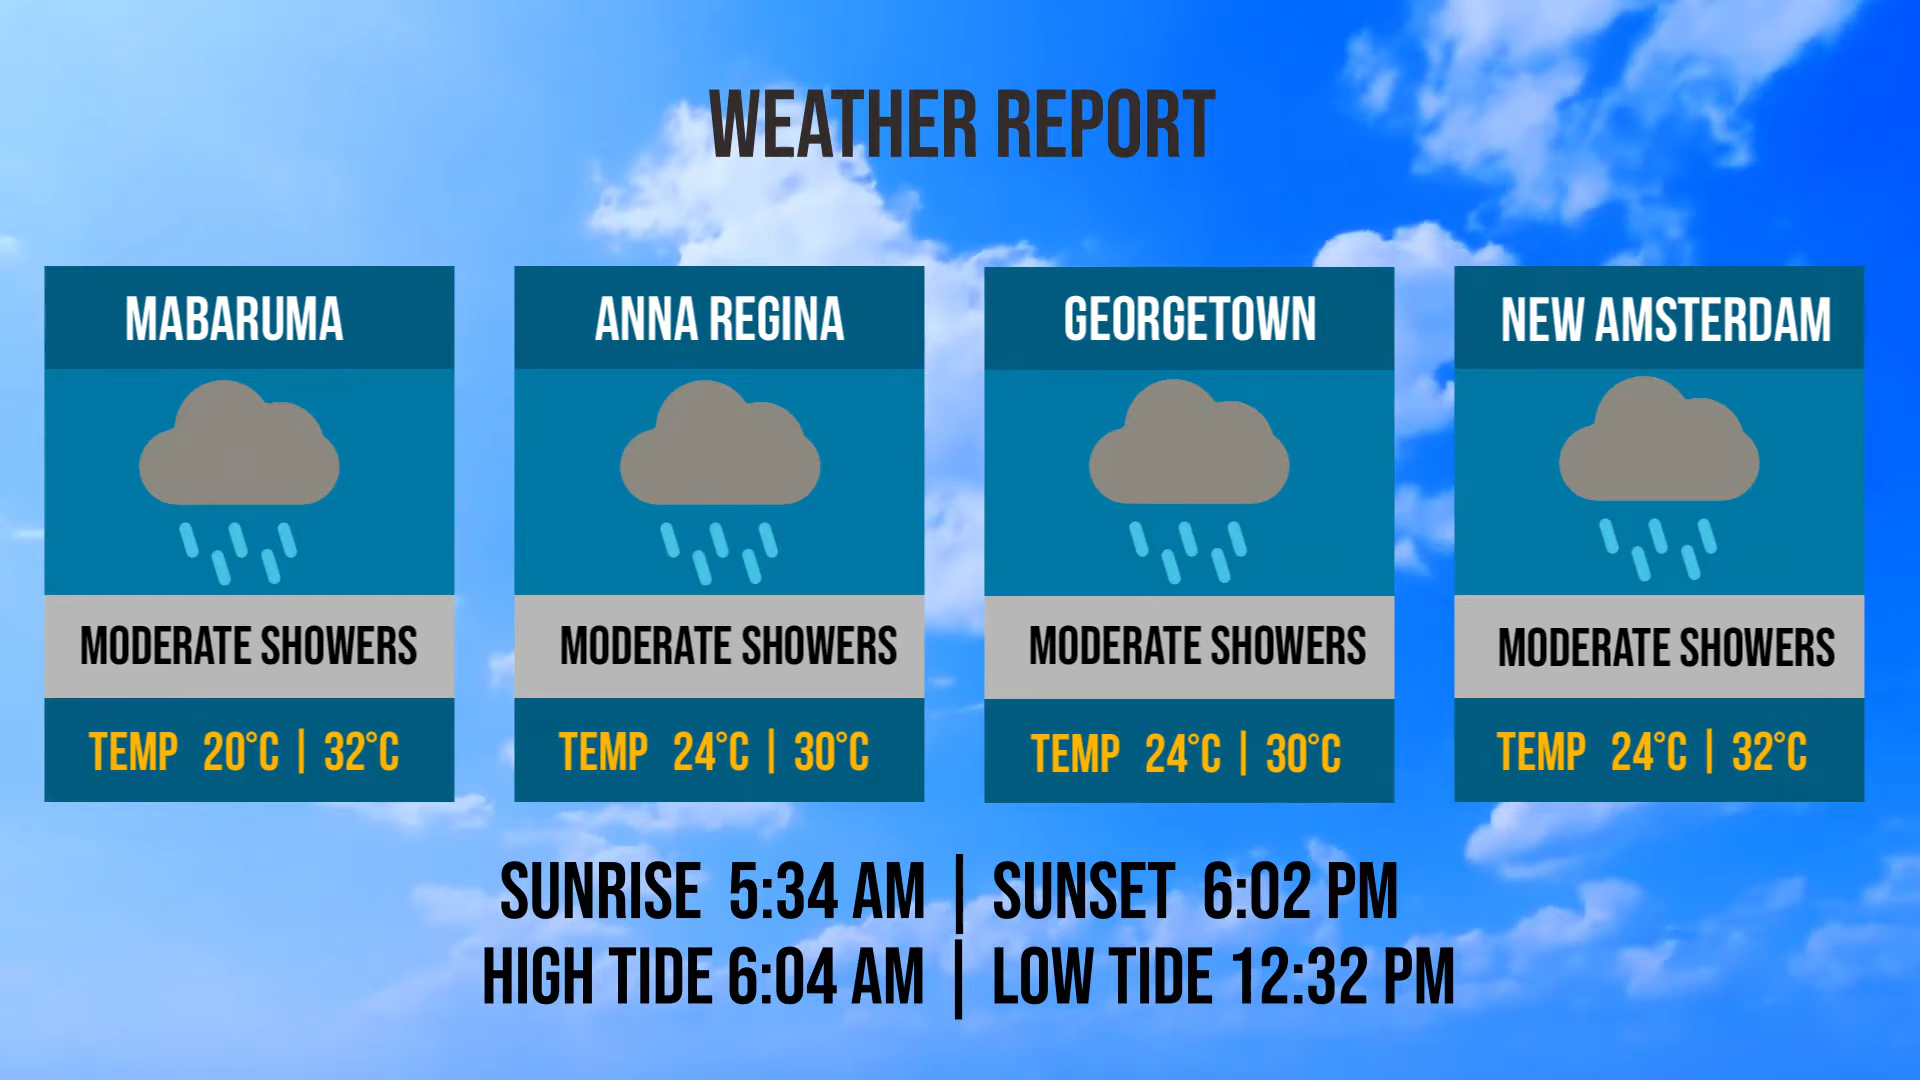 WEATHER REPORT
MABARUMA
MODERATE SHOWERS
TEMP 20°C | 32°C
ANNA REGINA
MODERATE SHOWERS
TEMP 24°C | 30°C
GEORGETOWN
MODERATE SHOWERS
TEMP 24°C | 30°C
NEW AMSTERDAM
MODERATE SHOWERS
TEMP 24°C | 32°C
SUNRISE 5:34 AM | SUNSET 6:02 PM
HIGH TIDE 6:04 AM | LOW TIDE 12:32 PM